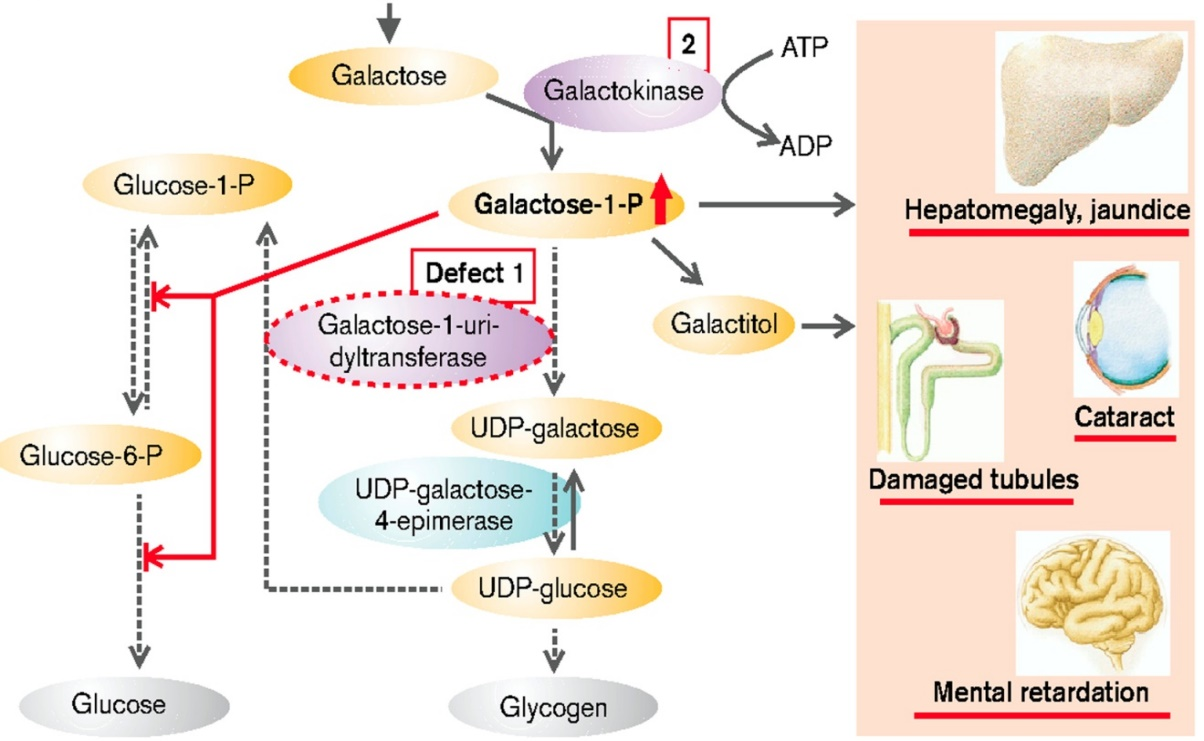 2
ATP
Galactose
Galactokinase
ADP
Glucose-1-P
Galactose-1-P
Hepatomegaly, jaundice
Defect 1
Galactose-1-uri-
dyltransferase
Galactitol
Cataract
UDP-galactose
Glucose-6-P
Damaged tubules
UDP-galactose-
4-epimerase
UDP-glucose
Mental retardation
Glucose
Glycogen